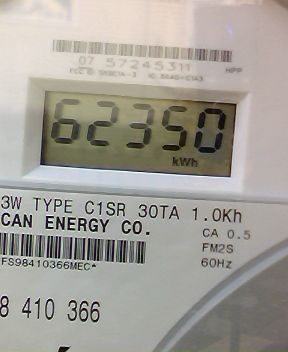 07 57245311
HPP
62350
kWh
3W TYPE C1SR 30TA 1.0Kh
CAN ENERGY CO.
CA 0.5
FM2S
60Hz
FS98410366MEC*
8 410 366